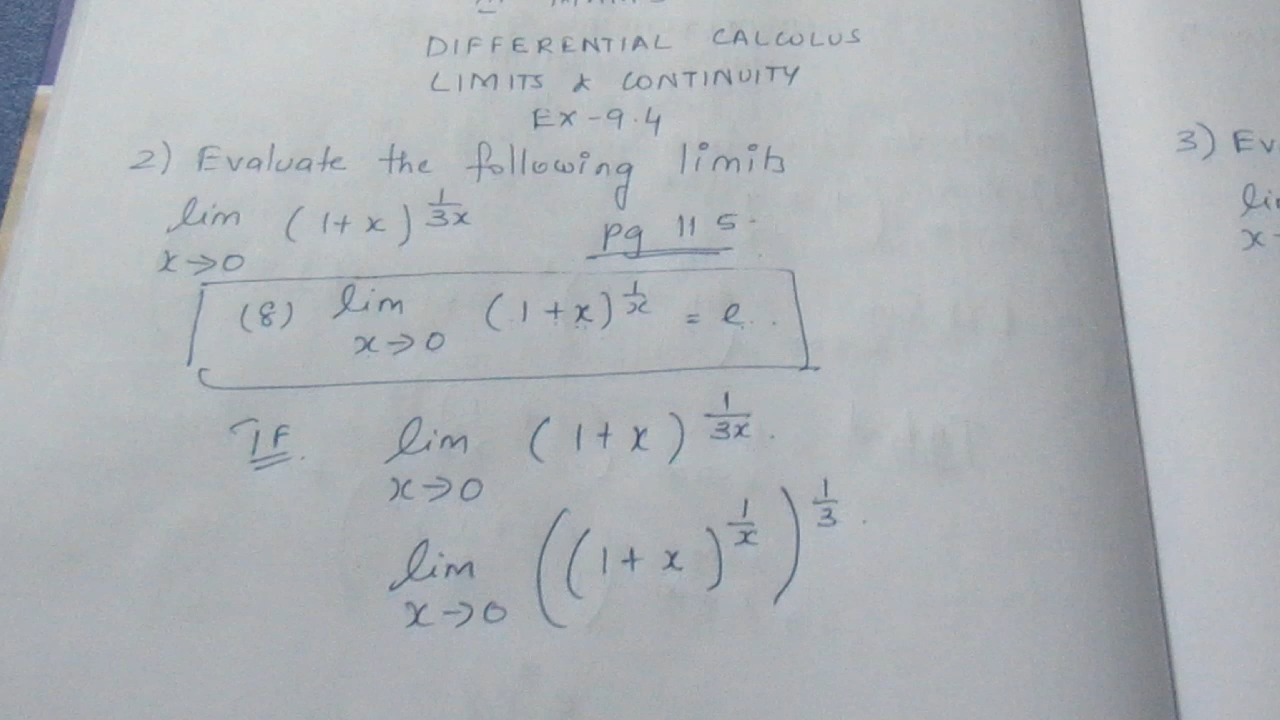 DIFFERENTIAL CALCULUS
LIMITS & CONTINUITY
EX-9.4
2) Evaluate the following limits
lim x→0 (1+x)^(1/3x) pg 115.
(8) lim x→0 (1+x)^(1/x) = e.
IF. lim x→0 (1+x)^(1/3x).
lim x→0 ((1+x)^(1/x))^(1/3).
3) Ev